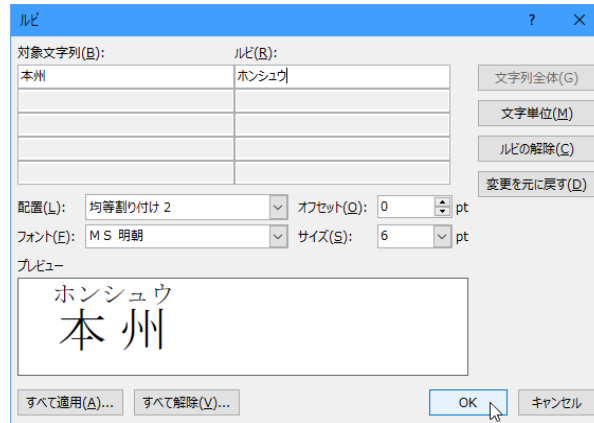 ルビ ? ×
対象文字列(B): ルビ(R):
本州 ホンシュウ
文字列全体(G)
文字単位(M)
ルビの解除(C)
変更を元に戻す(D)
配置(L): 均等割り付け 2 オフセット(O): 0 pt
フォント(F): MS 明朝 サイズ(S): 6 pt
プレビュー
ホンシュウ
本州
すべて適用(A)... すべて解除(V)... OK キャンセル